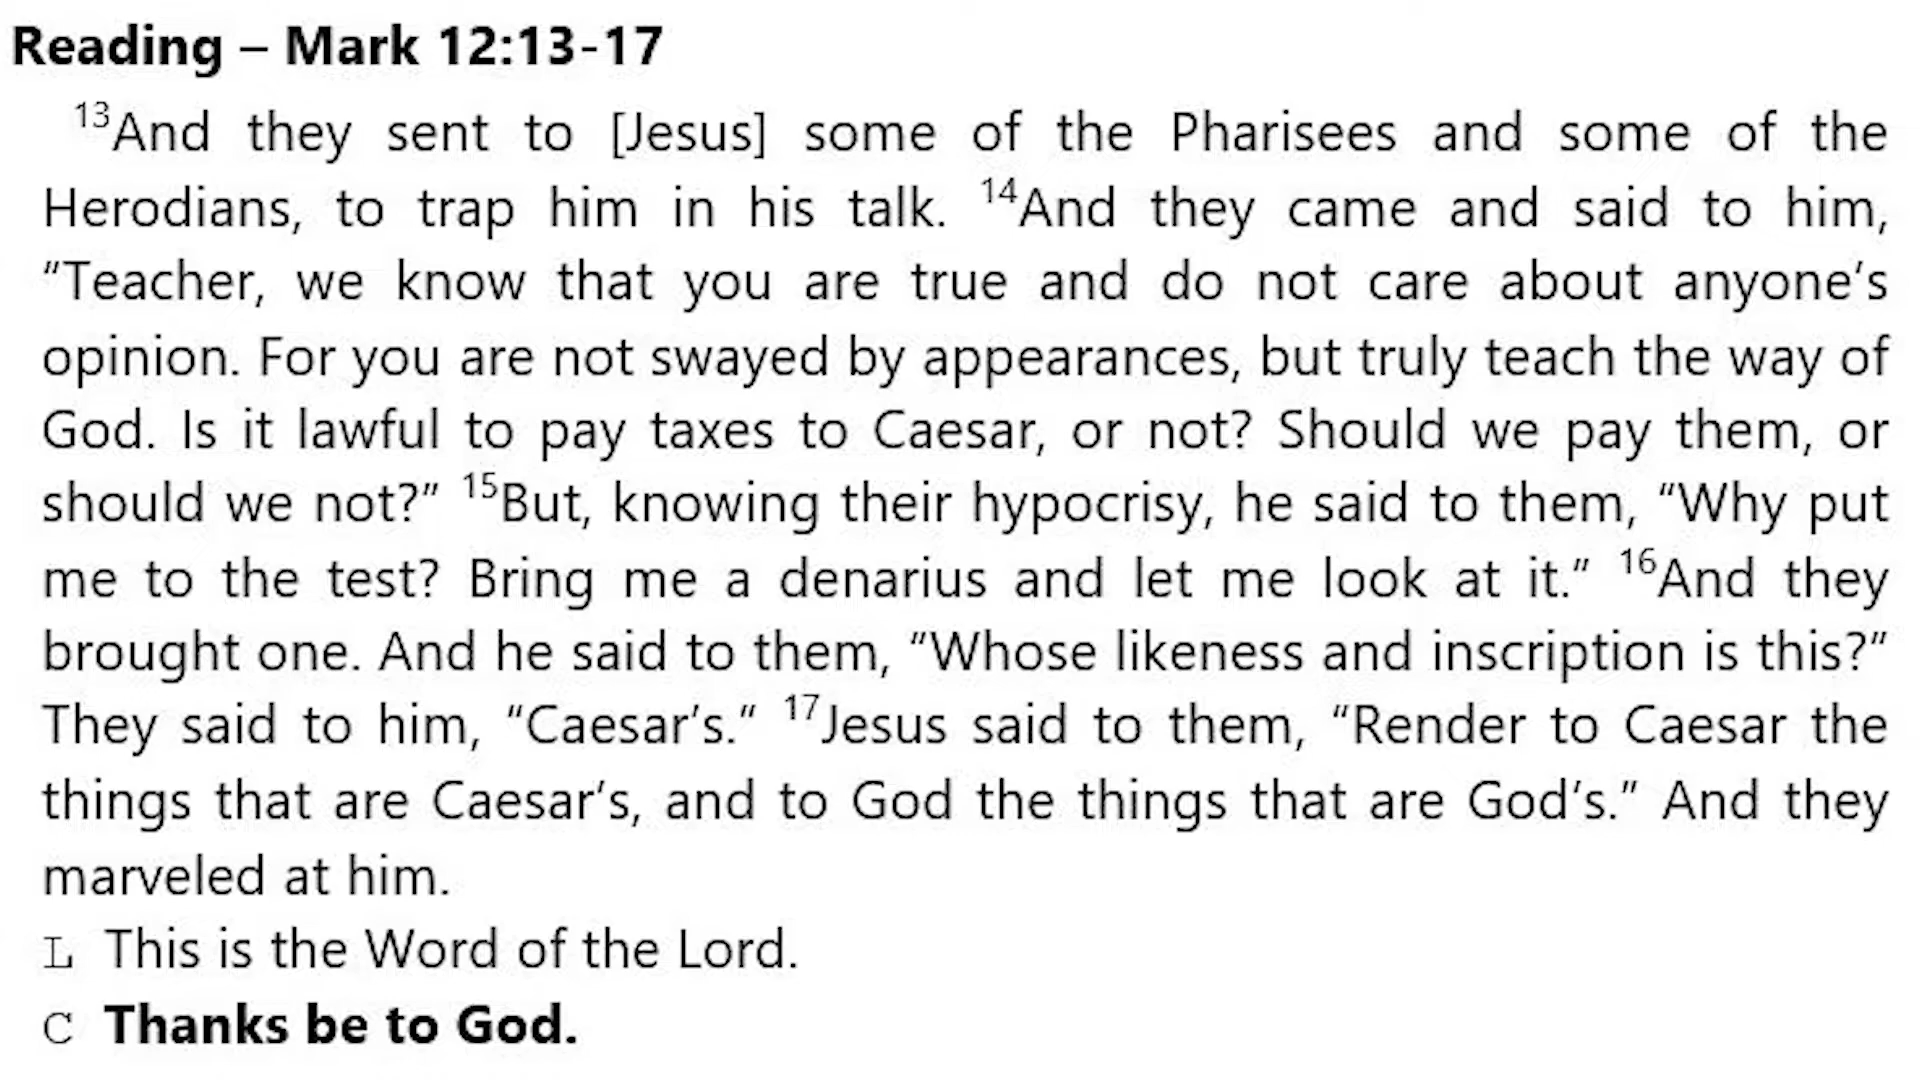 Reading – Mark 12:13-17
13And they sent to [Jesus] some of the Pharisees and some of the
Herodians, to trap him in his talk. 14And they came and said to him,
“Teacher, we know that you are true and do not care about anyone’s
opinion. For you are not swayed by appearances, but truly teach the way of
God. Is it lawful to pay taxes to Caesar, or not? Should we pay them, or
should we not?” 15But, knowing their hypocrisy, he said to them, “Why put
me to the test? Bring me a denarius and let me look at it.” 16And they
brought one. And he said to them, “Whose likeness and inscription is this?”
They said to him, “Caesar’s.” 17Jesus said to them, “Render to Caesar the
things that are Caesar’s, and to God the things that are God’s.” And they
marveled at him.
L This is the Word of the Lord.
C Thanks be to God.